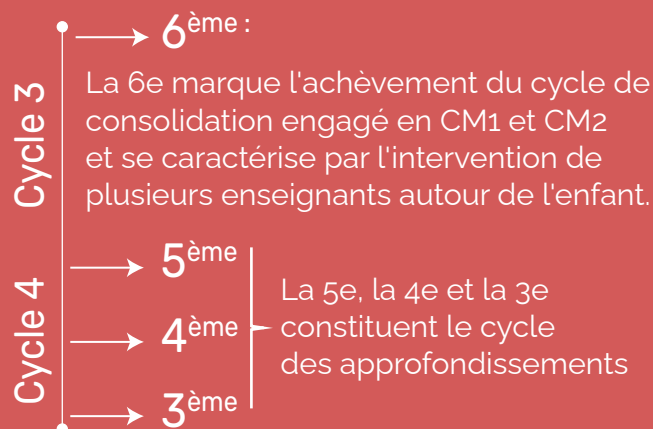 Cycle 3
6ème :
La 6e marque l'achèvement du cycle de
consolidation engagé en CM1 et CM2
et se caractérise par l'intervention de
plusieurs enseignants autour de l'enfant.
Cycle 4
5ème
4ème
3ème
La 5e, la 4e et la 3e
constituent le cycle
des approfondissements